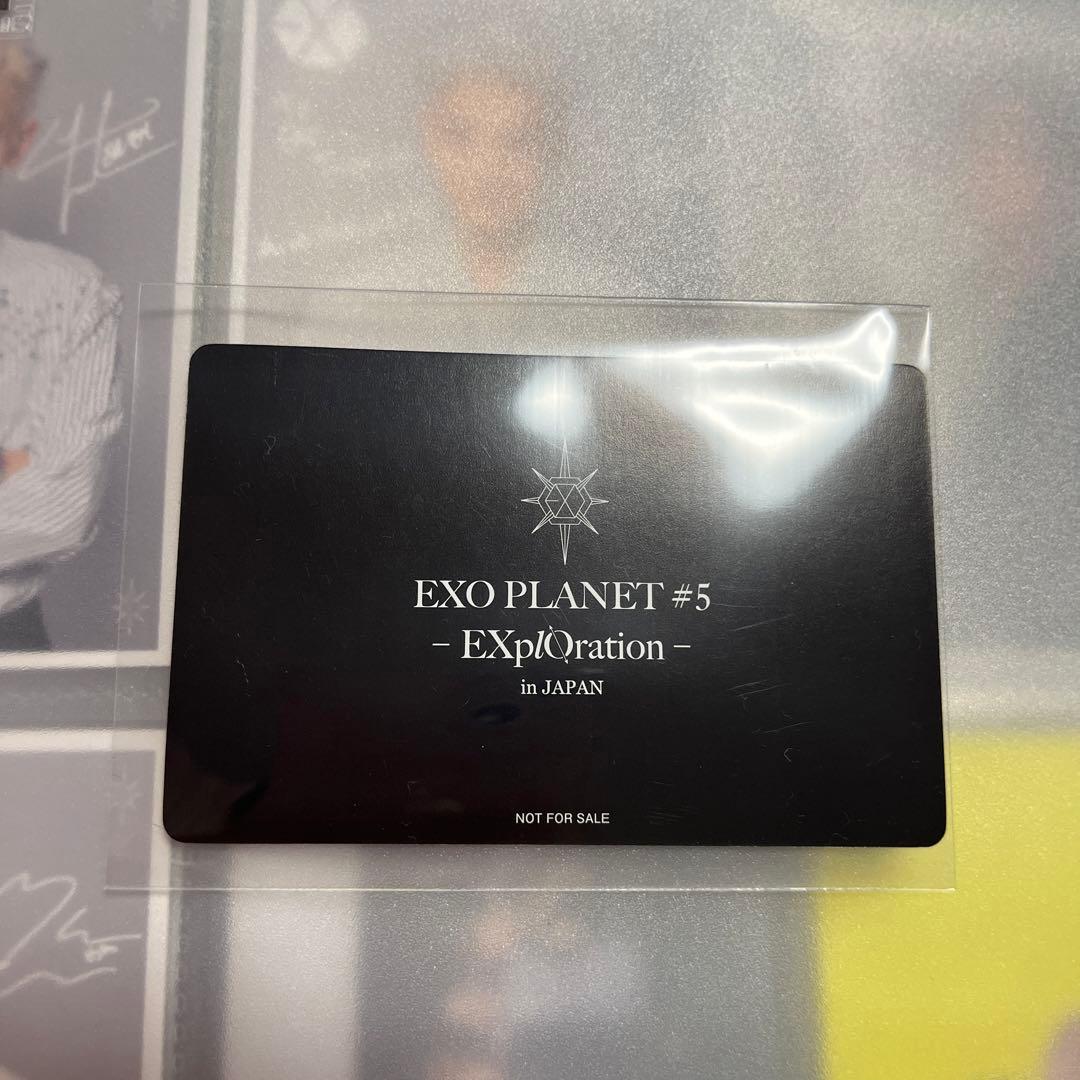 EXO PLANET #5
– EXplOration –
in JAPAN
NOT FOR SALE